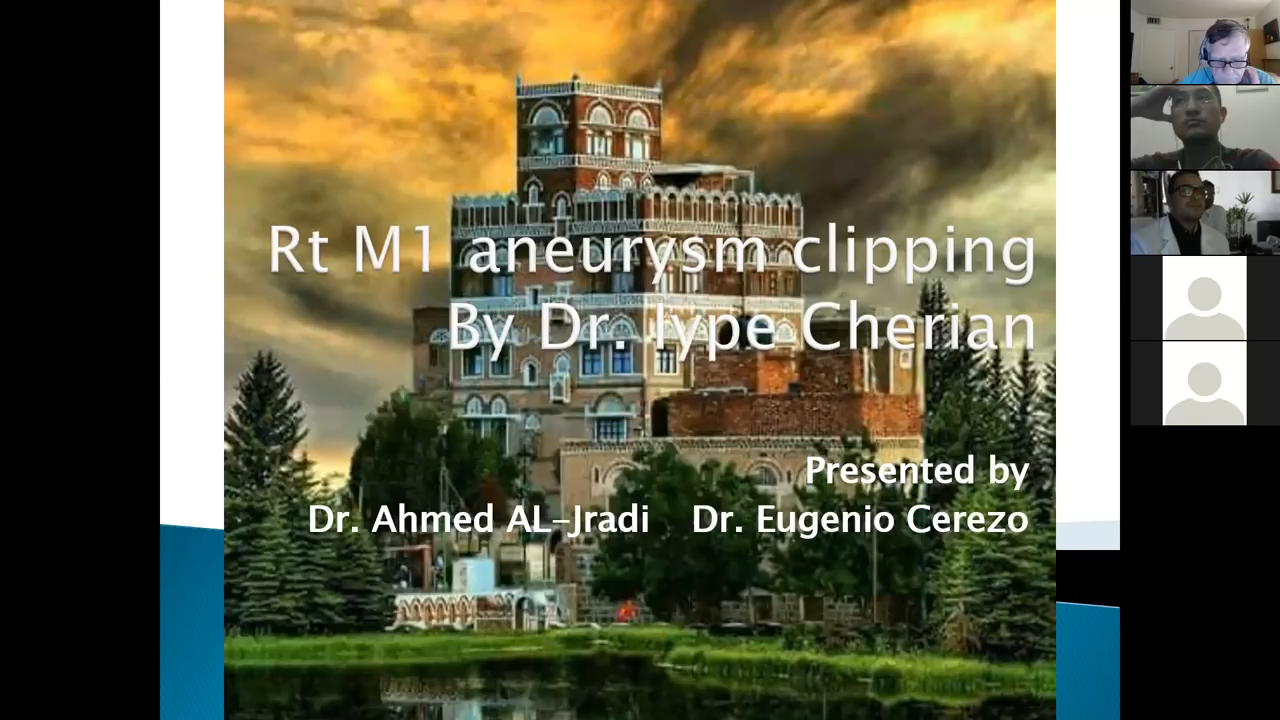 Rt M1 aneurysm clipping
By Dr. Iype Cherian
Presented by
Dr. Ahmed AL-Jradi Dr. Eugenio Cerezo